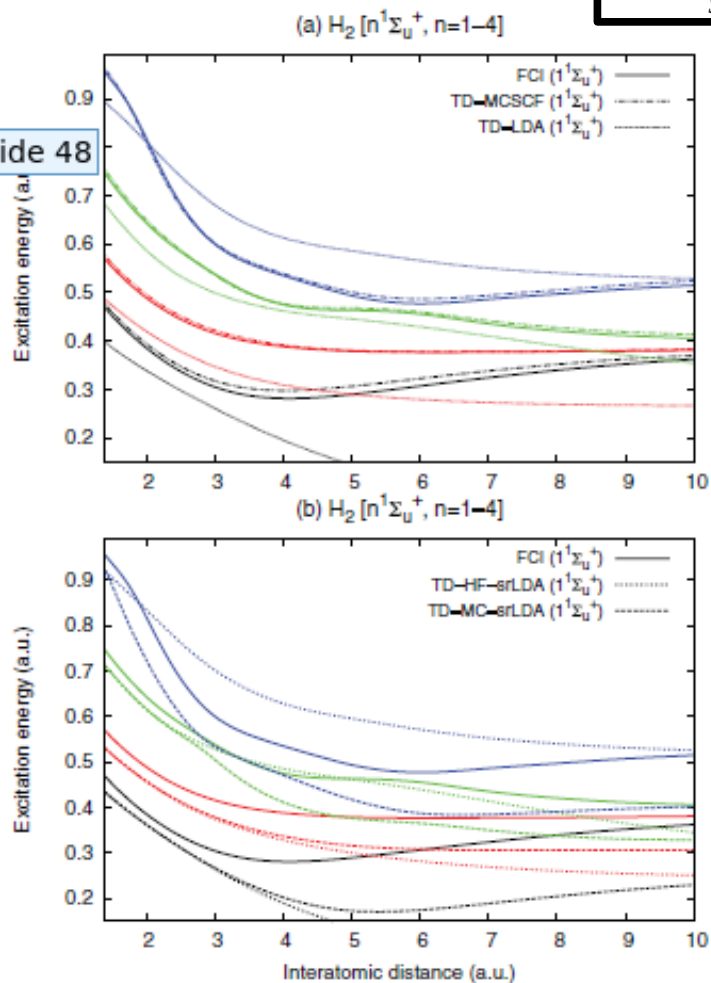 (a) H₂ [n¹Σᵤ⁺, n=1–4]
FCI (1¹Σᵤ⁺)
TD–MCSCF (1¹Σᵤ⁺)
TD–LDA (1¹Σᵤ⁺)
ide 48
Excitation energy (a.u.
0.9
0.7
0.6
0.5
0.4
0.3
0.2
2 3 4 5 6 7 8 9 10
(b) H₂ [n¹Σᵤ⁺, n=1–4]
FCI (1¹Σᵤ⁺)
TD–HF–srLDA (1¹Σᵤ⁺)
TD–MC–srLDA (1¹Σᵤ⁺)
Excitation energy (a.u.)
0.9
0.8
0.7
0.6
0.5
0.4
0.3
0.2
2 3 4 5 6 7 8 9 10
Interatomic distance (a.u.)